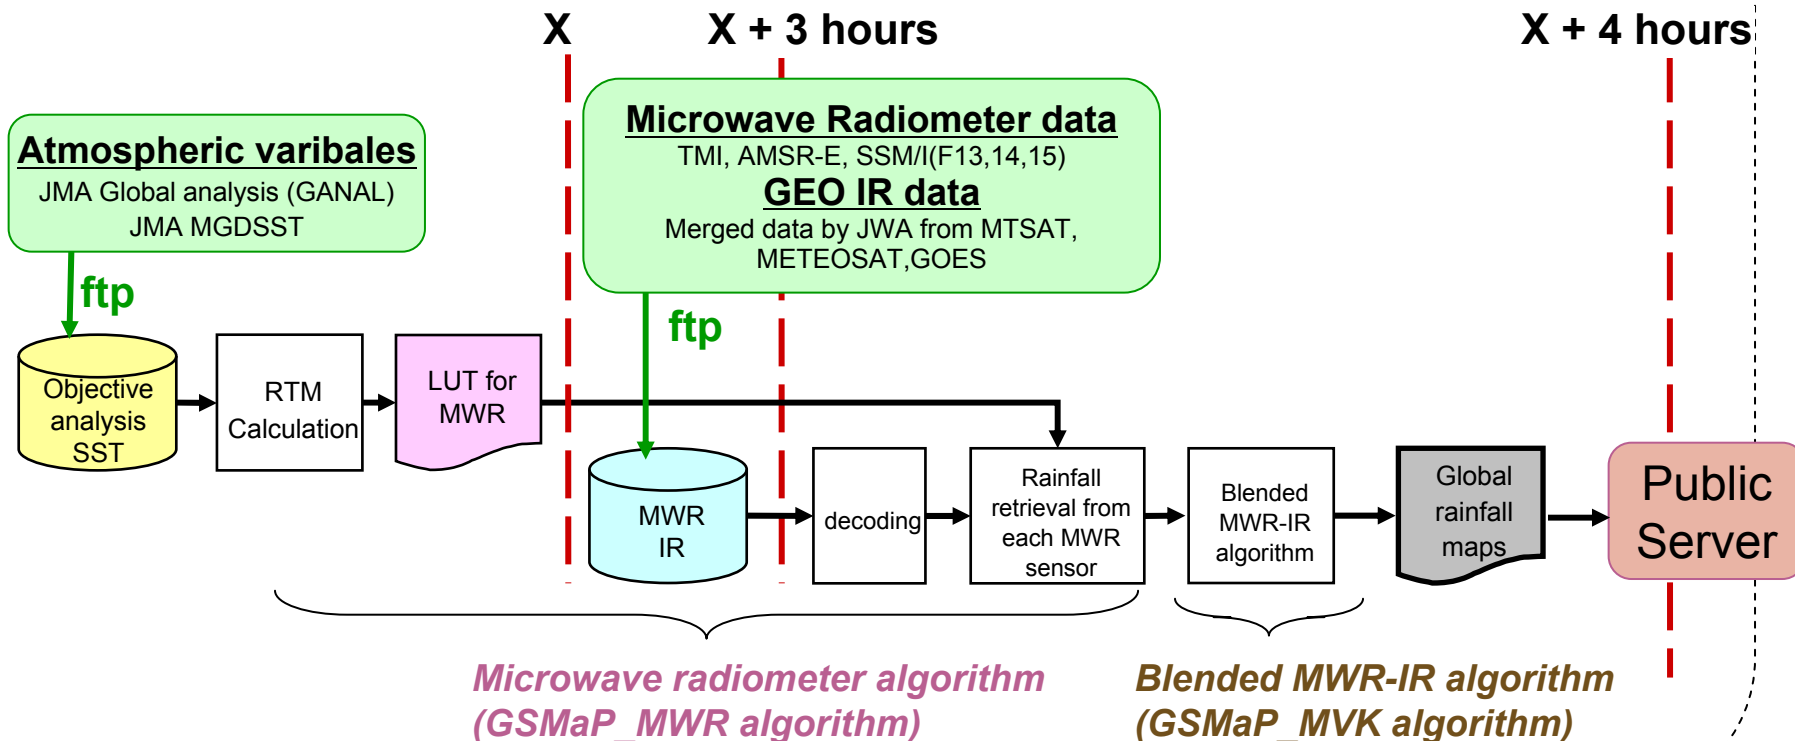 X
X + 3 hours
X + 4 hours
Atmospheric varibales
JMA Global analysis (GANAL)
JMA MGDSST
Microwave Radiometer data
TMI, AMSR-E, SSM/I(F13,14,15)
GEO IR data
Merged data by JWA from MTSAT,
METEOSAT,GOES
ftp
ftp
Objective
analysis
SST
RTM
Calculation
LUT for
MWR
MWR
IR
decoding
Rainfall
retrieval from
each MWR
sensor
Blended
MWR-IR
algorithm
Global
rainfall
maps
Public
Server
Microwave radiometer algorithm
(GSMaP_MWR algorithm)
Blended MWR-IR algorithm
(GSMaP_MVK algorithm)